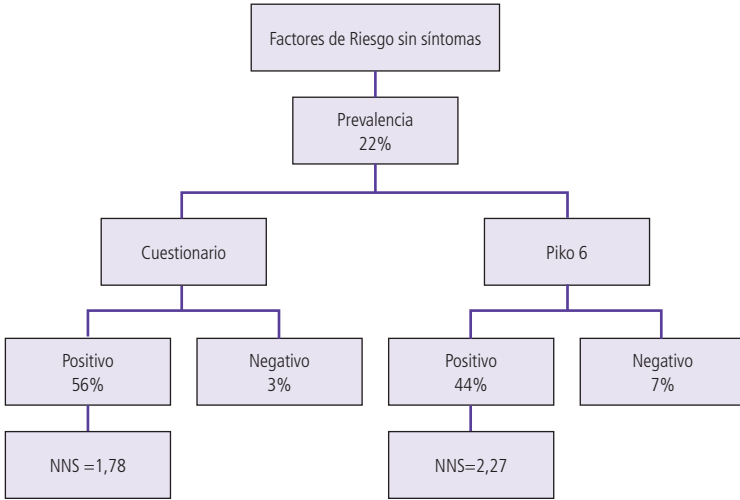 Factores de Riesgo sin síntomas
Prevalencia
22%
Cuestionario
Piko 6
Positivo
56%
Negativo
3%
Positivo
44%
Negativo
7%
NNS =1,78
NNS=2,27